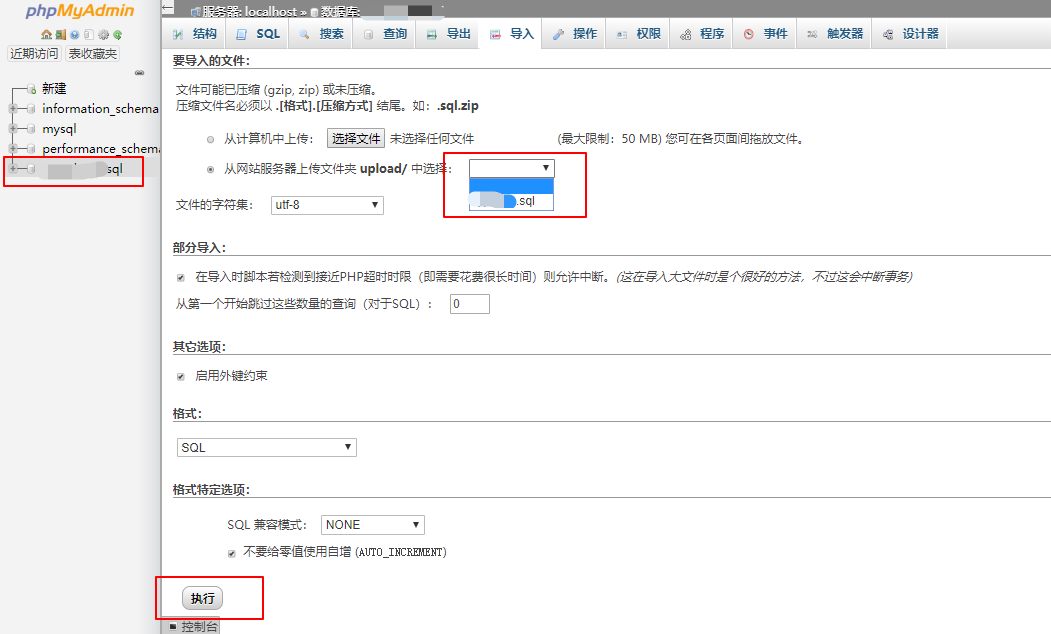 phpMyAdmin
近期访问 表收藏夹
新建
information_schema
mysql
performance_schema
sql
服务器: localhost » 数据库:
结构 SQL 搜索 查询 导出 导入 操作 权限 程序 事件 触发器 设计器
要导入的文件:
文件可能已压缩 (gzip, zip) 或未压缩。
压缩文件名必须以 .[格式].[压缩方式] 结尾。如: .sql.zip
从计算机中上传: 选择文件 未选择任何文件 (最大限制: 50 MB) 您可在各页面间拖放文件。
从网站服务器上传文件夹 upload/ 中选择:
.sql
文件的字符集: utf-8
部分导入:
在导入时脚本若检测到接近PHP超时时限（即需要花费很长时间）则允许中断。(这在导入大文件时是个很好的方法，不过这会中断事务)
从第一个开始跳过这些数量的查询（对于SQL）: 0
其它选项:
启用外键约束
格式:
SQL
格式特定选项:
SQL 兼容模式: NONE
不要给零值使用自增 (AUTO_INCREMENT)
执行
控制台